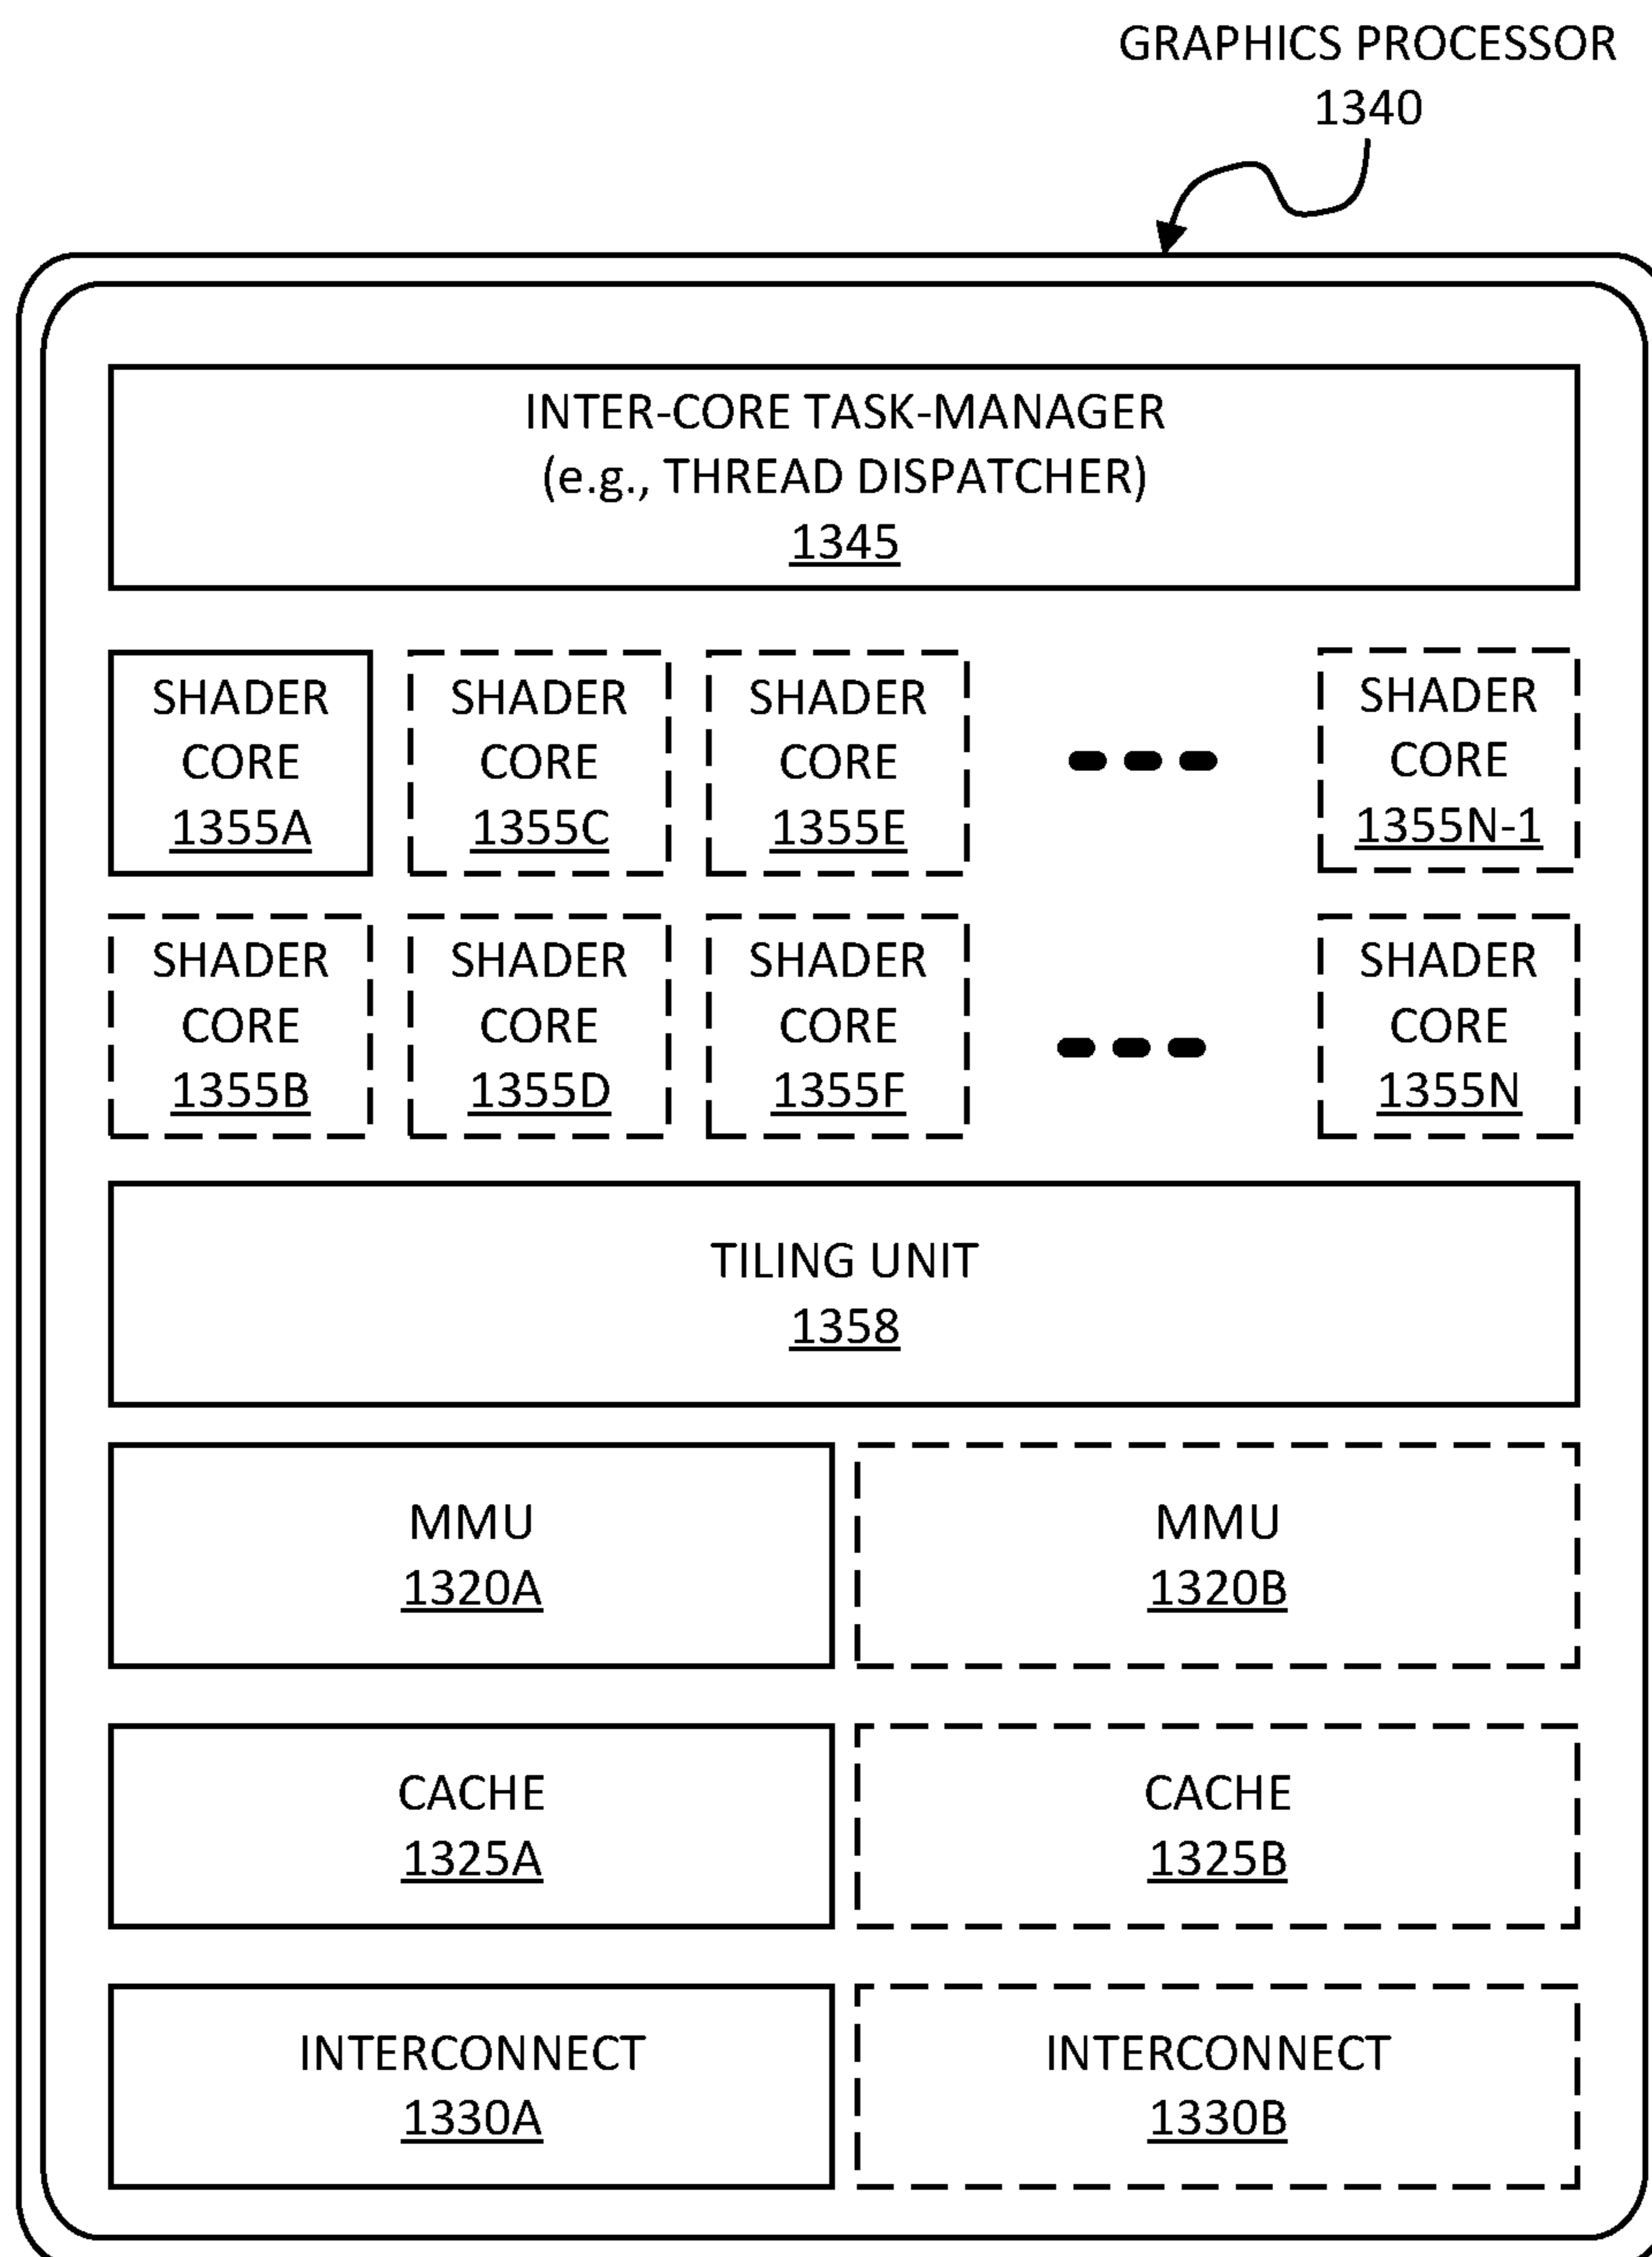 GRAPHICS PROCESSOR
1340
INTER-CORE TASK-MANAGER
(e.g., THREAD DISPATCHER)
1345
SHADER
CORE
1355A
SHADER
CORE
1355C
SHADER
CORE
1355E
SHADER
CORE
1355N-1
SHADER
CORE
1355B
SHADER
CORE
1355D
SHADER
CORE
1355F
SHADER
CORE
1355N
TILING UNIT
1358
MMU
1320A
MMU
1320B
CACHE
1325A
CACHE
1325B
INTERCONNECT
1330A
INTERCONNECT
1330B